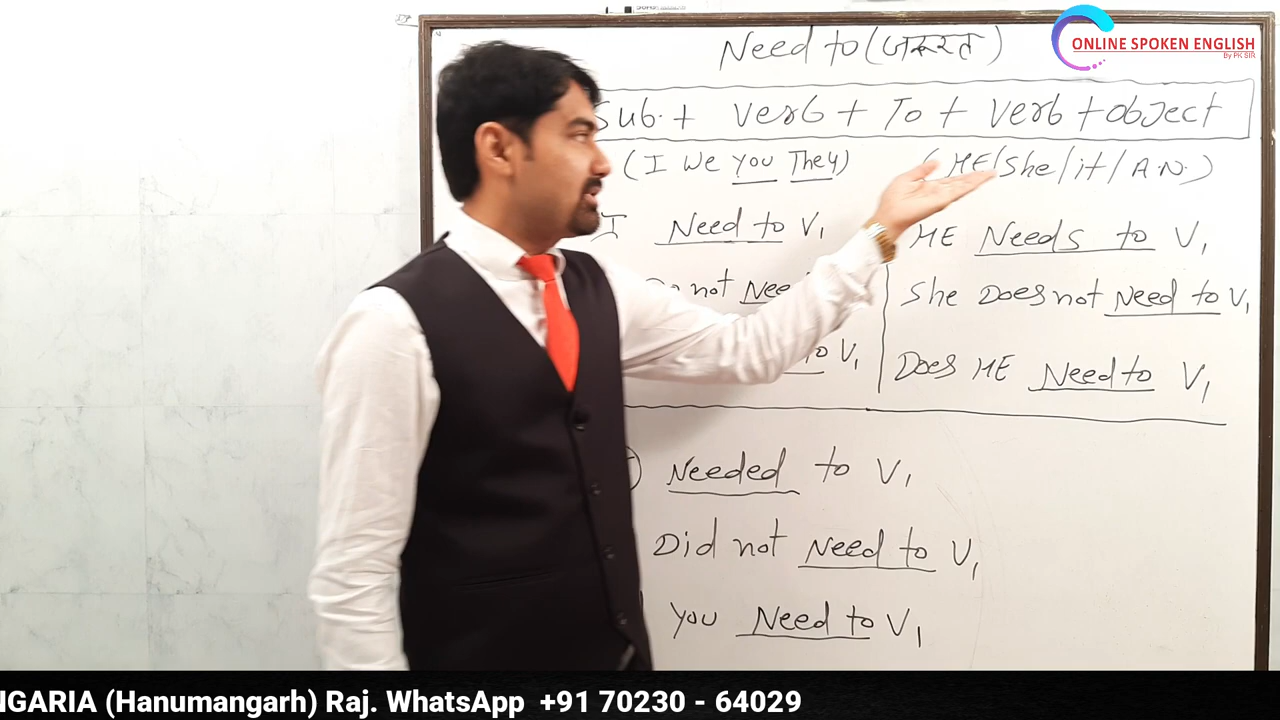 Need to (जरूरत)
ONLINE SPOKEN ENGLISH
By PK SIR
Sub. + Verb + To + Verb + object
(I We You They) (HE/She/it/A.N.)
I Need to V1 HE Needs to V1
not Need She Does not Need to V1
to V1 Does HE Need to V1
Needed to V1
Did not Need to V1
you Need to V1
NGARIA (Hanumangarh) Raj. WhatsApp +91 70230 - 64029